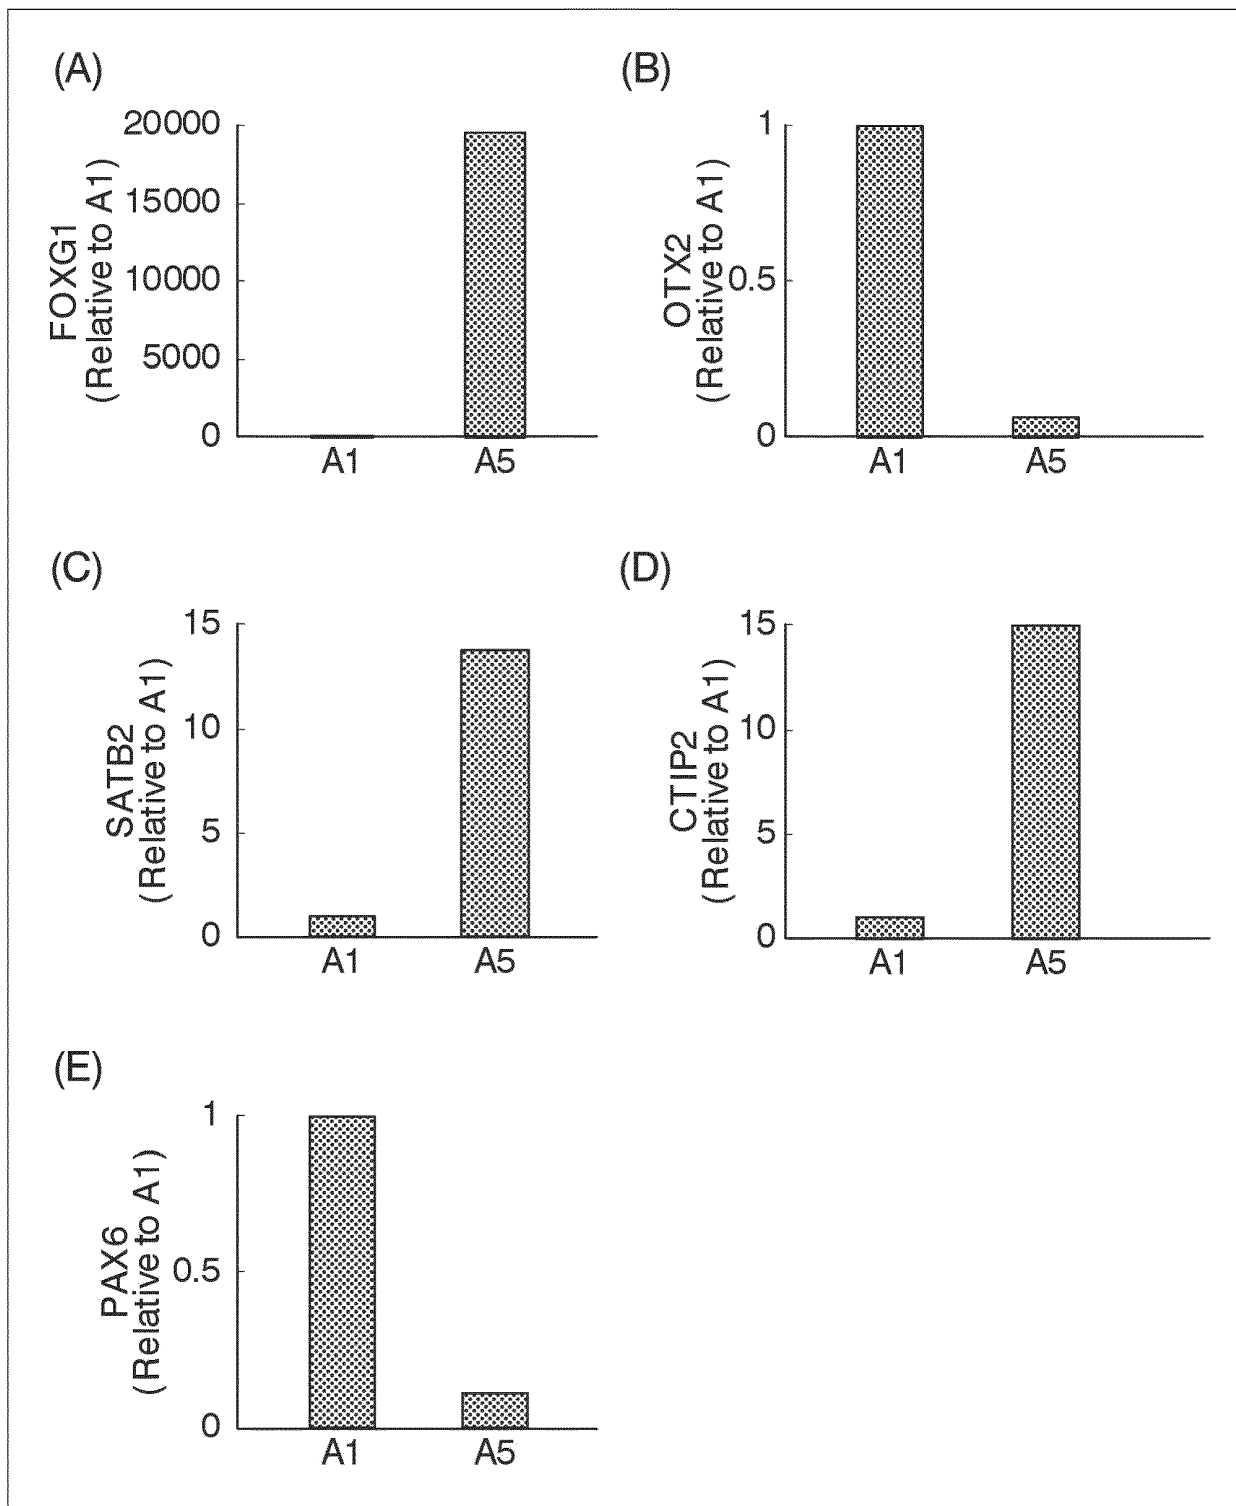 (A)
FOXG1
(Relative to A1)
20000
15000
10000
5000
0
A1 A5
(B)
OTX2
(Relative to A1)
1
0.5
0
A1 A5
(C)
SATB2
(Relative to A1)
15
10
5
0
A1 A5
(D)
CTIP2
(Relative to A1)
15
10
5
0
A1 A5
(E)
PAX6
(Relative to A1)
1
0.5
0
A1 A5